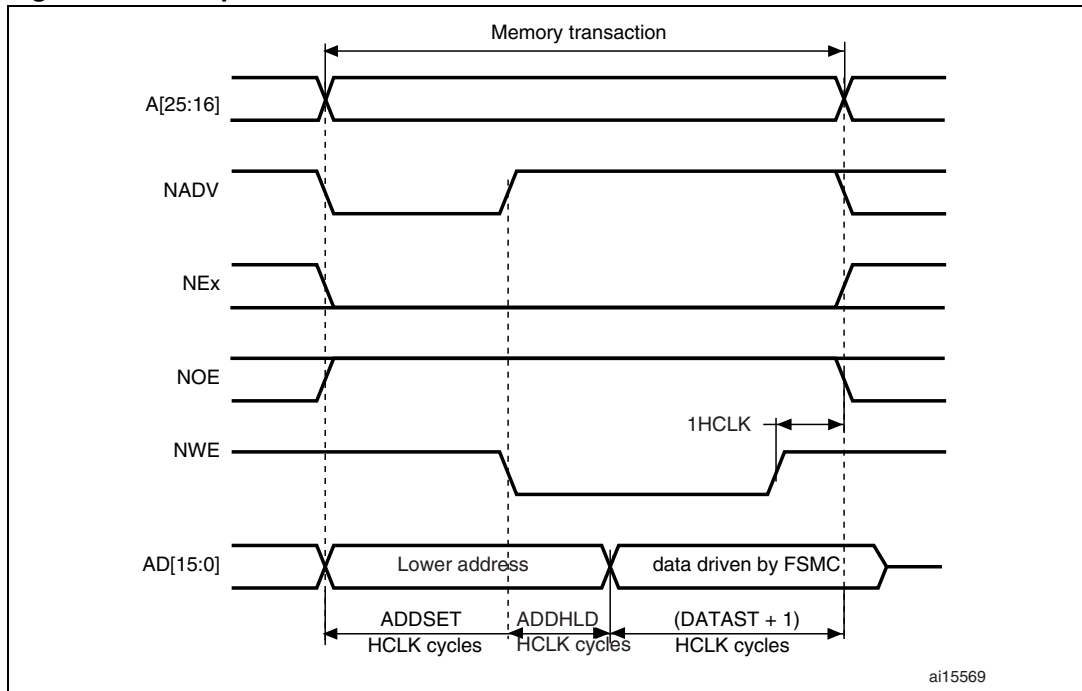 Memory transaction
A[25:16]
NADV
NEx
NOE
1HCLK
NWE
AD[15:0]
Lower address
data driven by FSMC
ADDSET
HCLK cycles
ADDHLD
HCLK cycles
(DATAST + 1)
HCLK cycles
ai15569